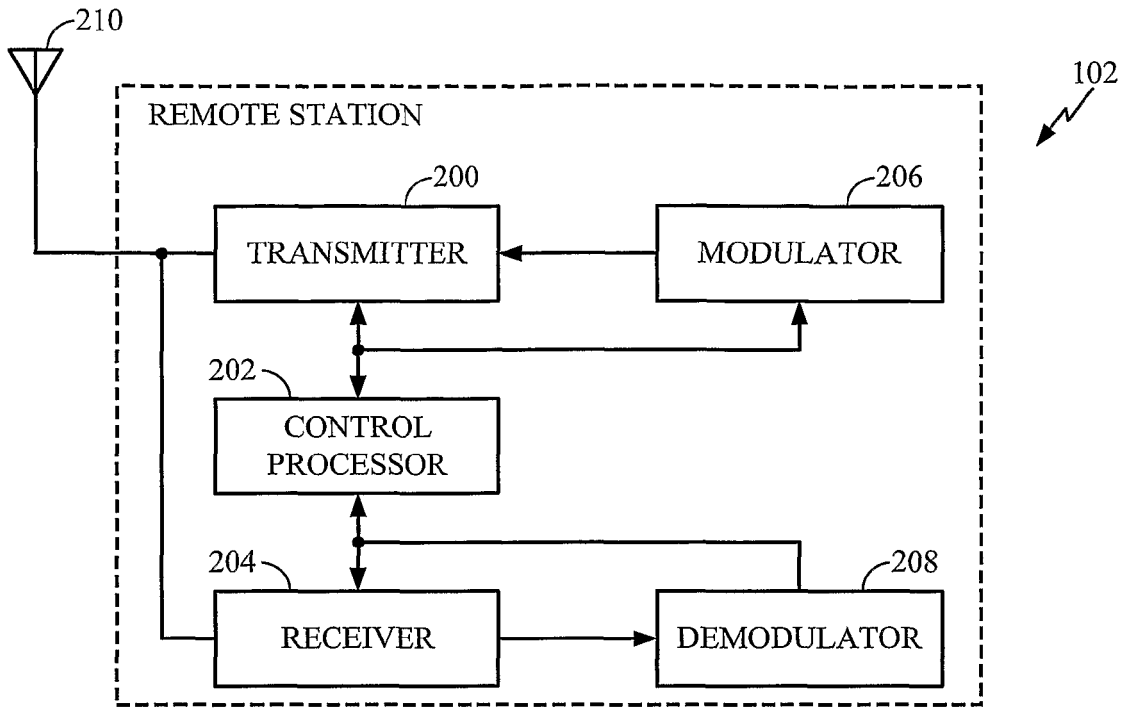 210
102
REMOTE STATION
200
206
TRANSMITTER
MODULATOR
202
CONTROL
PROCESSOR
204
208
RECEIVER
DEMODULATOR